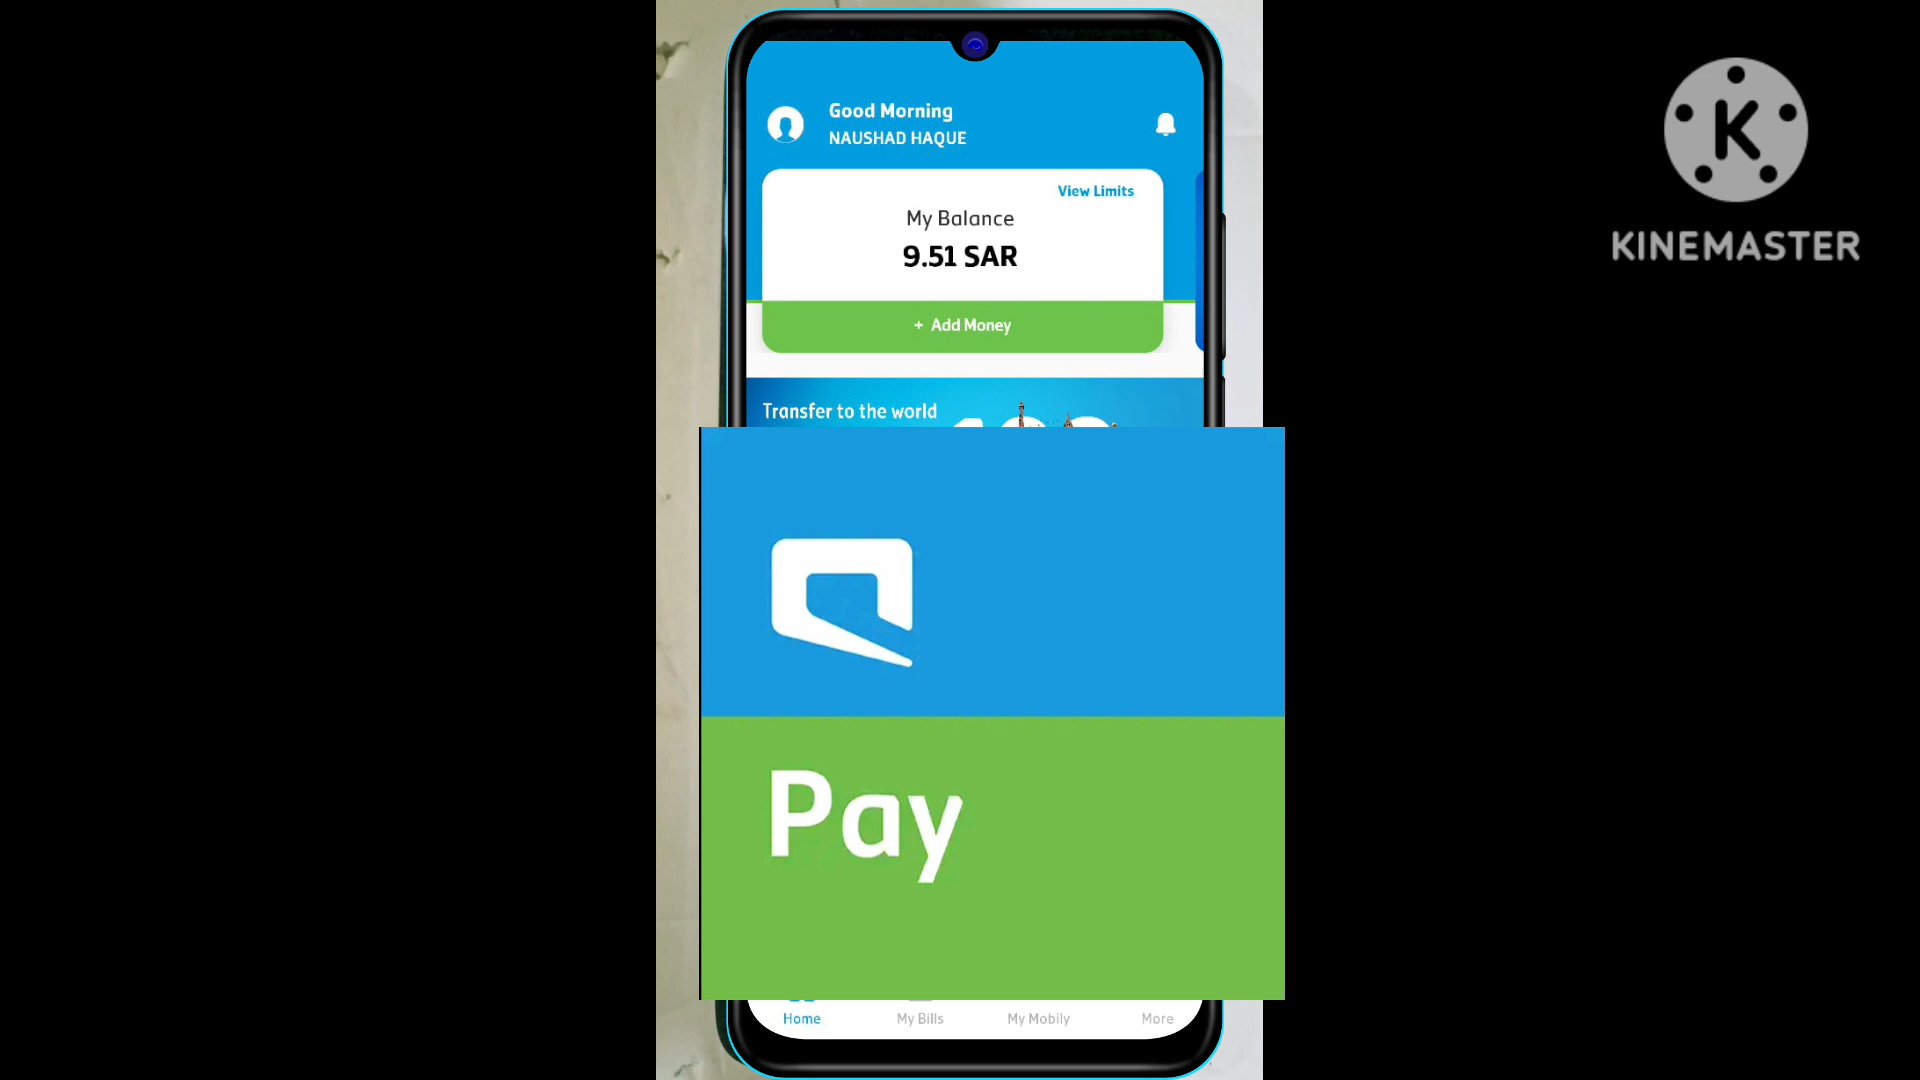 Good Morning
NAUSHAD HAQUE
View Limits
My Balance
9.51 SAR
+ Add Money
Transfer to the world
K
KINEMASTER
Pay
Home
My Bills
My Mobily
More